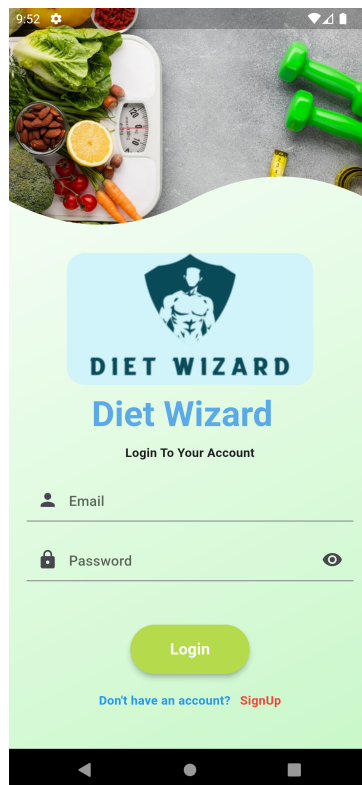 9:52
DIET WIZARD
Diet Wizard
Login To Your Account
Email
Password
Login
Don't have an account? SignUp